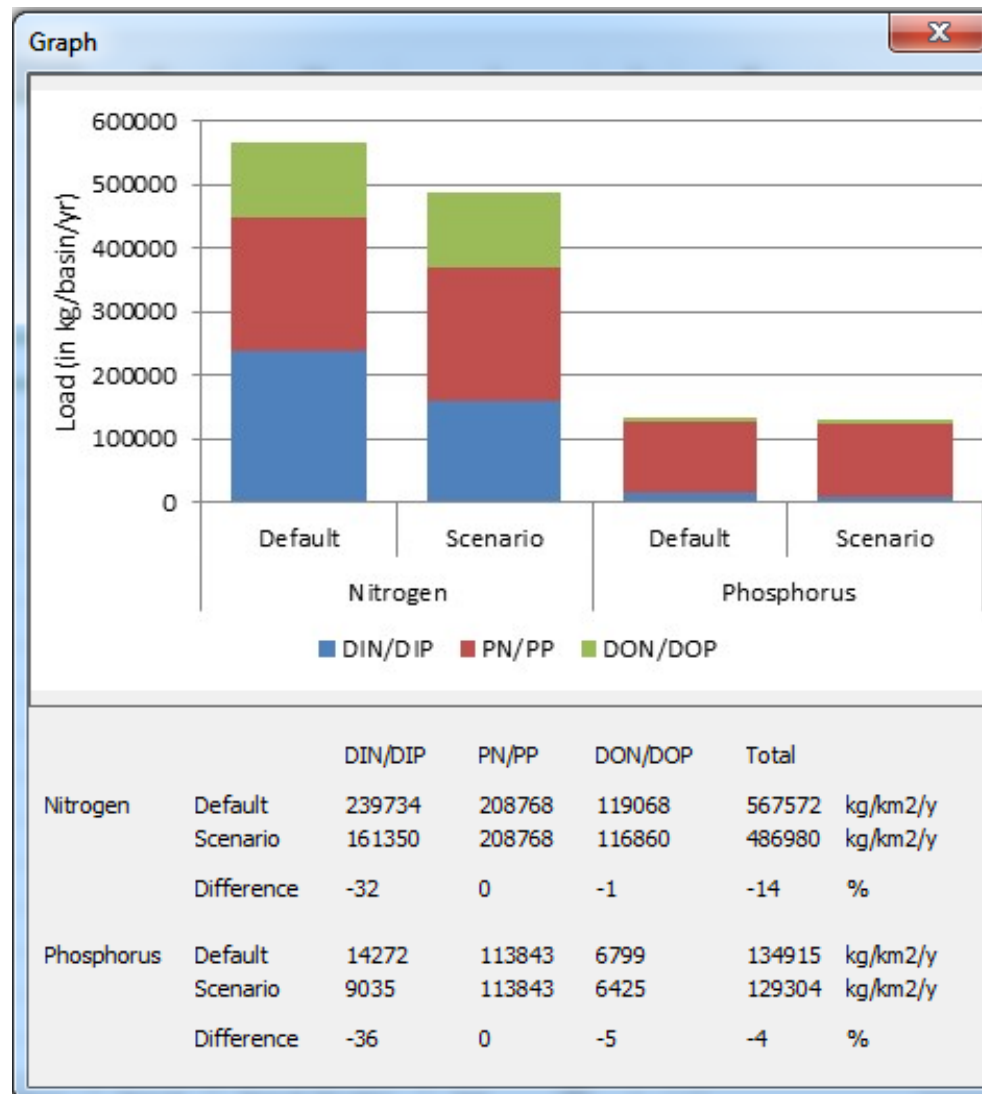 Graph
Load (in kg/basin/yr)
600000
500000
400000
300000
200000
100000
0
Default Scenario Default Scenario
Nitrogen Phosphorus
DIN/DIP PN/PP DON/DOP
DIN/DIP PN/PP DON/DOP Total
Nitrogen Default 239734 208768 119068 567572 kg/km2/y
Scenario 161350 208768 116860 486980 kg/km2/y
Difference -32 0 -1 -14 %
Phosphorus Default 14272 113843 6799 134915 kg/km2/y
Scenario 9035 113843 6425 129304 kg/km2/y
Difference -36 0 -5 -4 %